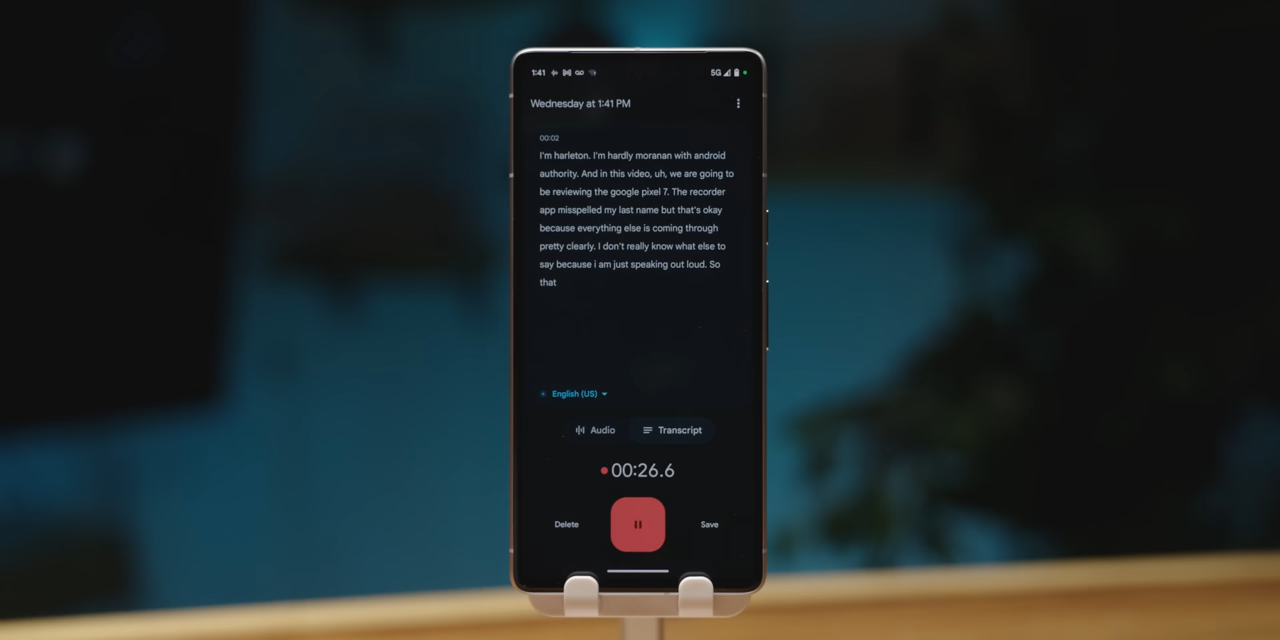 1:41
5G
Wednesday at 1:41 PM
00:02
I'm harleton. I'm hardly moranan with android
authority. And in this video, uh, we are going to
be reviewing the google pixel 7. The recorder
app misspelled my last name but that's okay
because everything else is coming through
pretty clearly. I don't really know what else to
say because i am just speaking out loud. So
that
English (US)
Audio Transcript
00:26.6
Delete Save